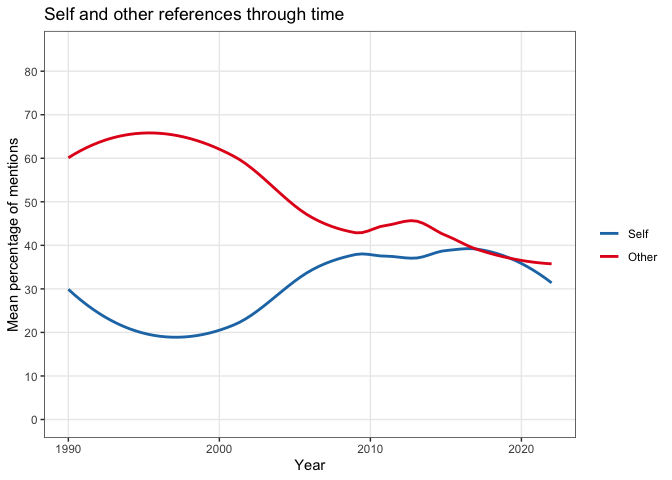 Self and other references through time
Mean percentage of mentions
80
70
60
50
40
30
20
10
0
1990 2000 2010 2020
Year
Self
Other